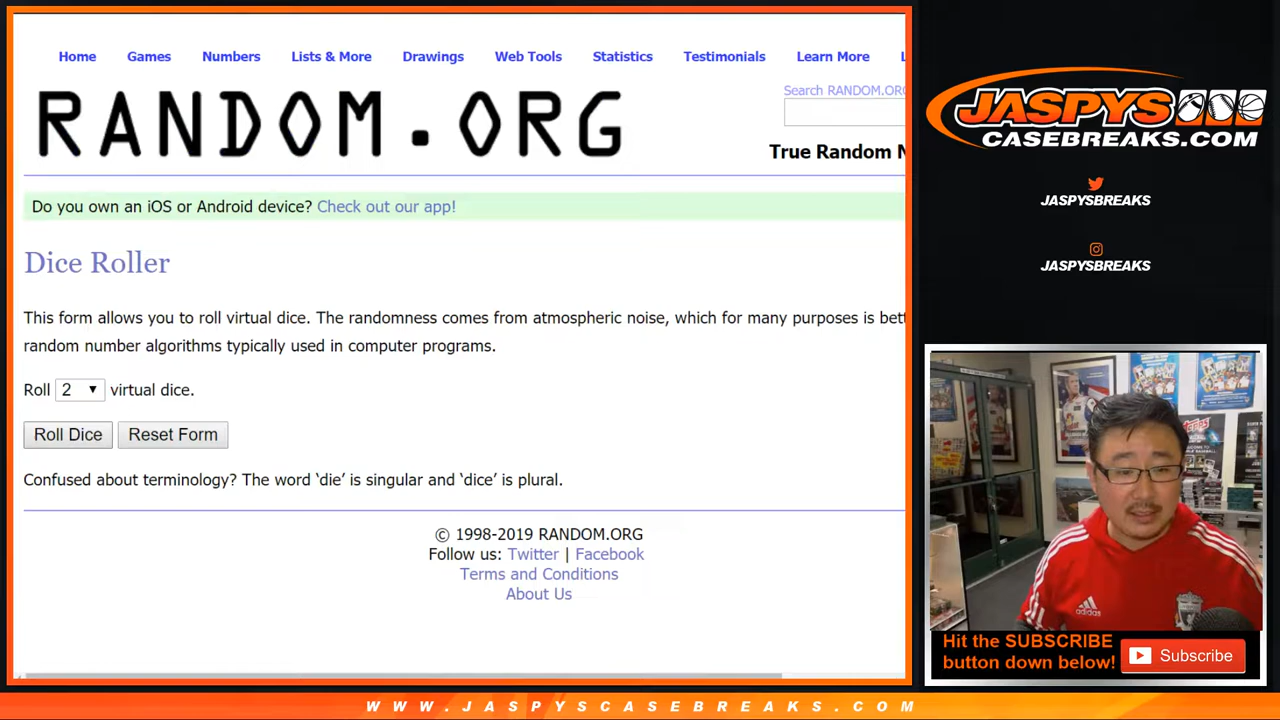 Home Games Numbers Lists & More Drawings Web Tools Statistics Testimonials Learn More
RANDOM.ORG
Search RANDOM.ORG
True Random
Do you own an iOS or Android device? Check out our app!
Dice Roller
This form allows you to roll virtual dice. The randomness comes from atmospheric noise, which for many purposes is
random number algorithms typically used in computer programs.
Roll 2 virtual dice.
Roll Dice Reset Form
Confused about terminology? The word ‘die’ is singular and ‘dice’ is plural.
© 1998-2019 RANDOM.ORG
Follow us: Twitter | Facebook
Terms and Conditions
About Us
JASPYS
CASEBREAKS.COM
JASPYSBREAKS
JASPYSBREAKS
adidas
Hit the SUBSCRIBE
button down below!
Subscribe
WWW.JASPYSCASEBREAKS.COM